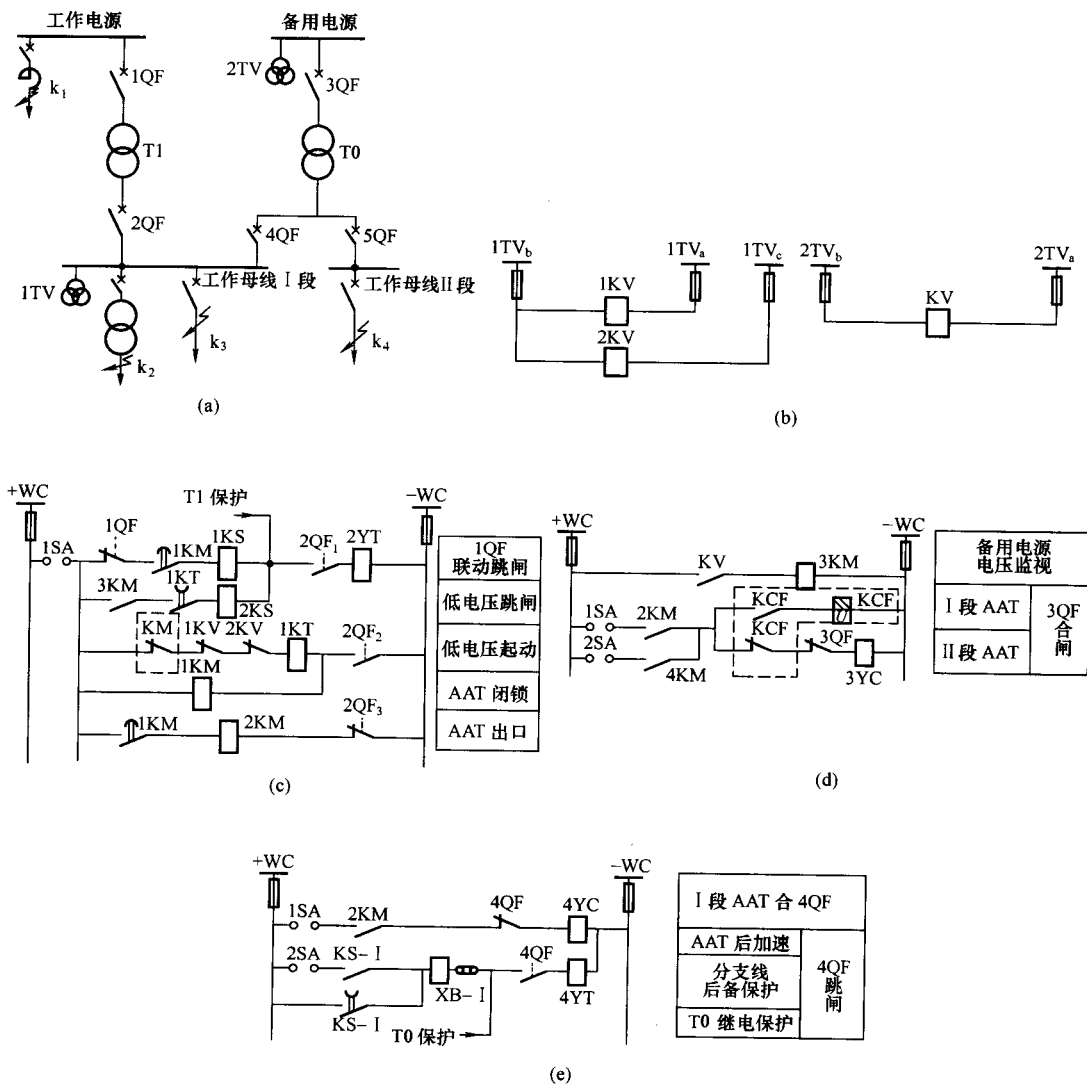 工作电源
备用电源
1QF
k₁
T1
2QF
2TV
3QF
T0
4QF
5QF
1TV
工作母线Ⅰ段
工作母线Ⅱ段
k₂
k₃
k₄
(a)
1TVb
1TVa
1TVc
2TVb
2TVa
1KV
2KV
KV
(b)
+WC
T1 保护
-WC
1SA
1QF
1KM
1KS
2QF₁
2YT
3KM
1KT
2KS
KM
1KV
2KV
1KT
2QF₂
1KM
1KM
2KM
2QF₃
1QF
联动跳闸
低电压跳闸
低电压起动
AAT 闭锁
AAT 出口
(c)
+WC
-WC
KV
3KM
1SA
2KM
KCF
KCF
2SA
4KM
KCF
3QF
3YC
备用电源
电压监视
Ⅰ段 AAT
Ⅱ段 AAT
3QF
合
闸
(d)
+WC
-WC
1SA
2KM
4QF
4YC
2SA
KS-Ⅰ
XB-Ⅰ
4QF
4YT
KS-Ⅰ
T0 保护
Ⅰ段 AAT 合 4QF
AAT 后加速
分支线
后备保护
T0 继电保护
4QF
跳
闸
(e)